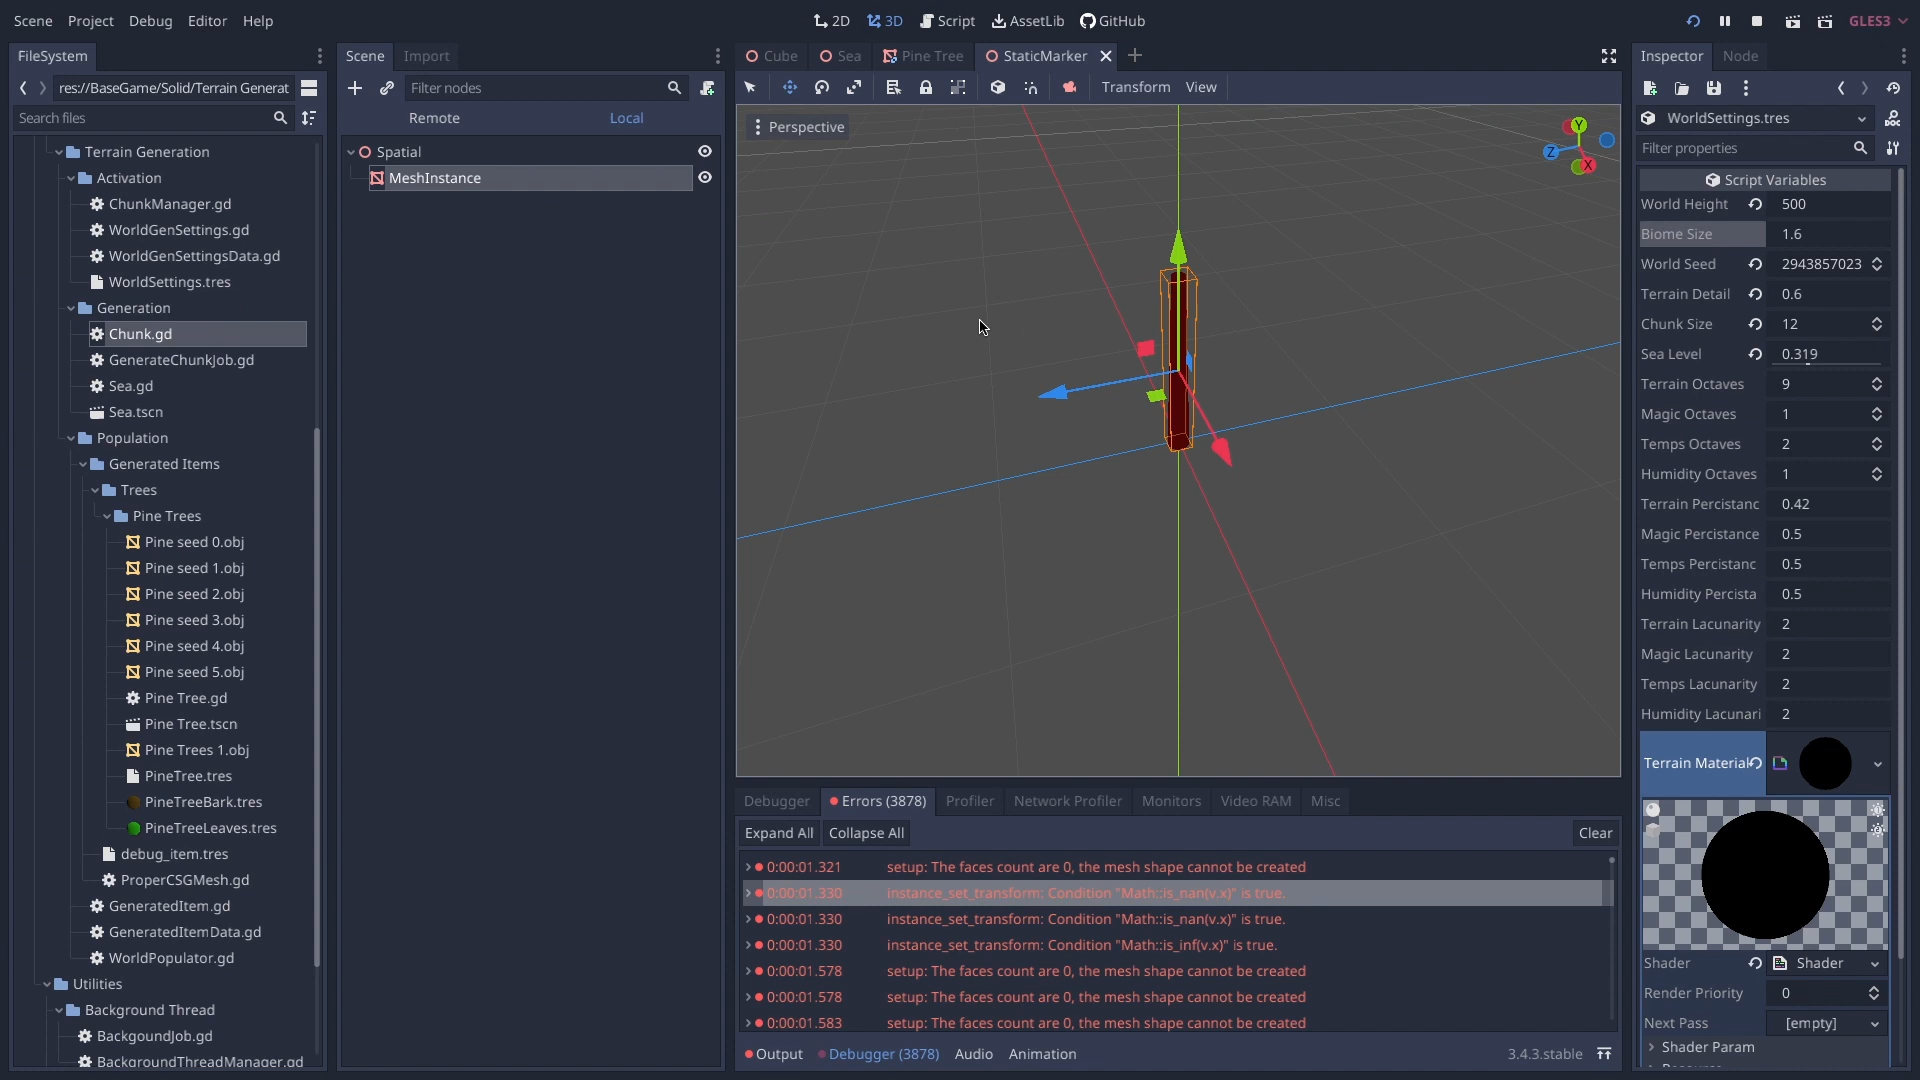 Scene Project Debug Editor Help
2D 3D Script AssetLib GitHub
GLES3
FileSystem
res://BaseGame/Solid/Terrain Generat
Search files
Terrain Generation
Activation
ChunkManager.gd
WorldGenSettings.gd
WorldGenSettingsData.gd
WorldSettings.tres
Generation
Chunk.gd
GenerateChunkJob.gd
Sea.gd
Sea.tscn
Population
Generated Items
Trees
Pine Trees
Pine seed 0.obj
Pine seed 1.obj
Pine seed 2.obj
Pine seed 3.obj
Pine seed 4.obj
Pine seed 5.obj
Pine Tree.gd
Pine Tree.tscn
Pine Trees 1.obj
PineTree.tres
PineTreeBark.tres
PineTreeLeaves.tres
debug_item.tres
ProperCSGMesh.gd
GeneratedItem.gd
GeneratedItemData.gd
WorldPopulator.gd
Utilities
Background Thread
BackgoundJob.gd
BackgroundThreadManager.gd
Scene Import
Filter nodes
Remote Local
Spatial
MeshInstance
Cube Sea Pine Tree StaticMarker
Transform View
Perspective
Y
Z
X
Debugger Errors (3878) Profiler Network Profiler Monitors Video RAM Misc
Expand All Collapse All Clear
0:00:01.321 setup: The faces count are 0, the mesh shape cannot be created
0:00:01.330 instance_set_transform: Condition "Math::is_nan(v.x)" is true.
0:00:01.330 instance_set_transform: Condition "Math::is_nan(v.x)" is true.
0:00:01.330 instance_set_transform: Condition "Math::is_inf(v.x)" is true.
0:00:01.578 setup: The faces count are 0, the mesh shape cannot be created
0:00:01.578 setup: The faces count are 0, the mesh shape cannot be created
0:00:01.583 setup: The faces count are 0, the mesh shape cannot be created
Output Debugger (3878) Audio Animation 3.4.3.stable
Inspector Node
WorldSettings.tres
Filter properties
Script Variables
World Height 500
Biome Size 1.6
World Seed 2943857023
Terrain Detail 0.6
Chunk Size 12
Sea Level 0.319
Terrain Octaves 9
Magic Octaves 1
Temps Octaves 2
Humidity Octaves 1
Terrain Percistanc 0.42
Magic Percistance 0.5
Temps Percistanc 0.5
Humidity Percista 0.5
Terrain Lacunarity 2
Magic Lacunarity 2
Temps Lacunarity 2
Humidity Lacunari 2
Terrain Material
Shader Shader
Render Priority 0
Next Pass [empty]
Shader Param